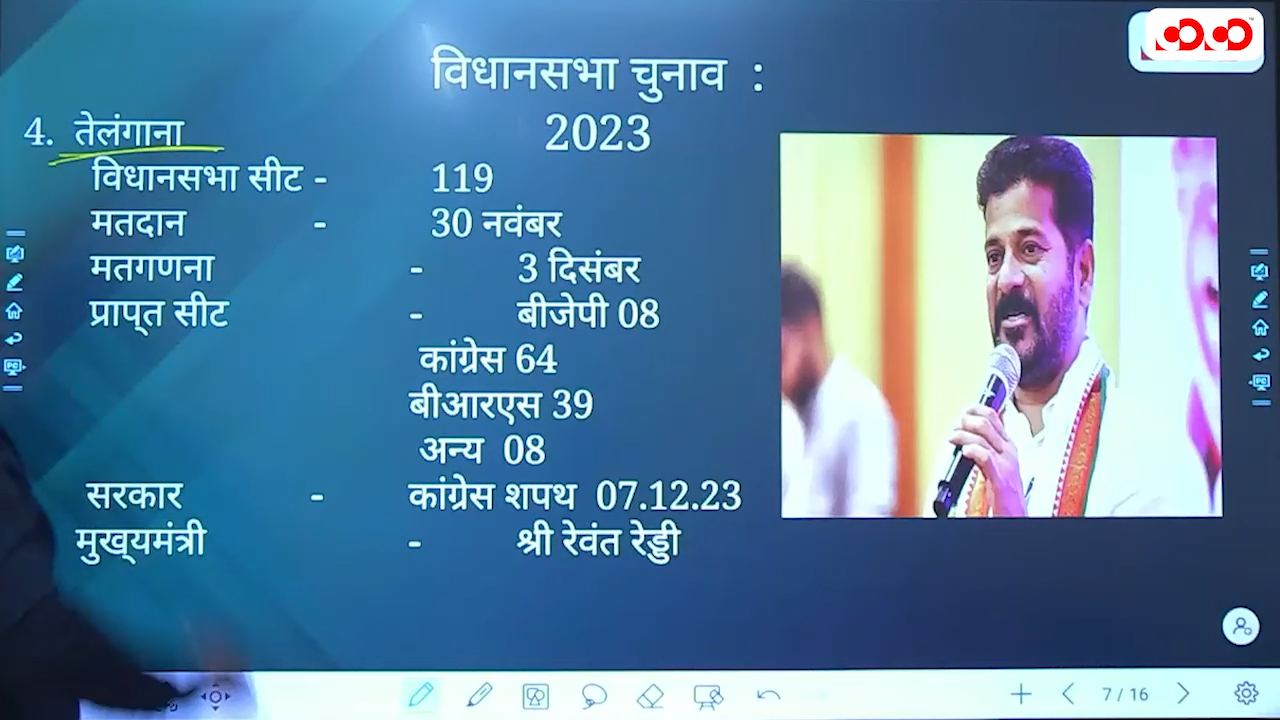 विधानसभा चुनाव :
2023
4. तेलंगाना
विधानसभा सीट - 119
मतदान - 30 नवंबर
मतगणना - 3 दिसंबर
प्राप्त सीट - बीजेपी 08
कांग्रेस 64
बीआरएस 39
अन्य 08
सरकार - कांग्रेस शपथ 07.12.23
मुख्यमंत्री - श्री रेवंत रेड्डी
7 / 16